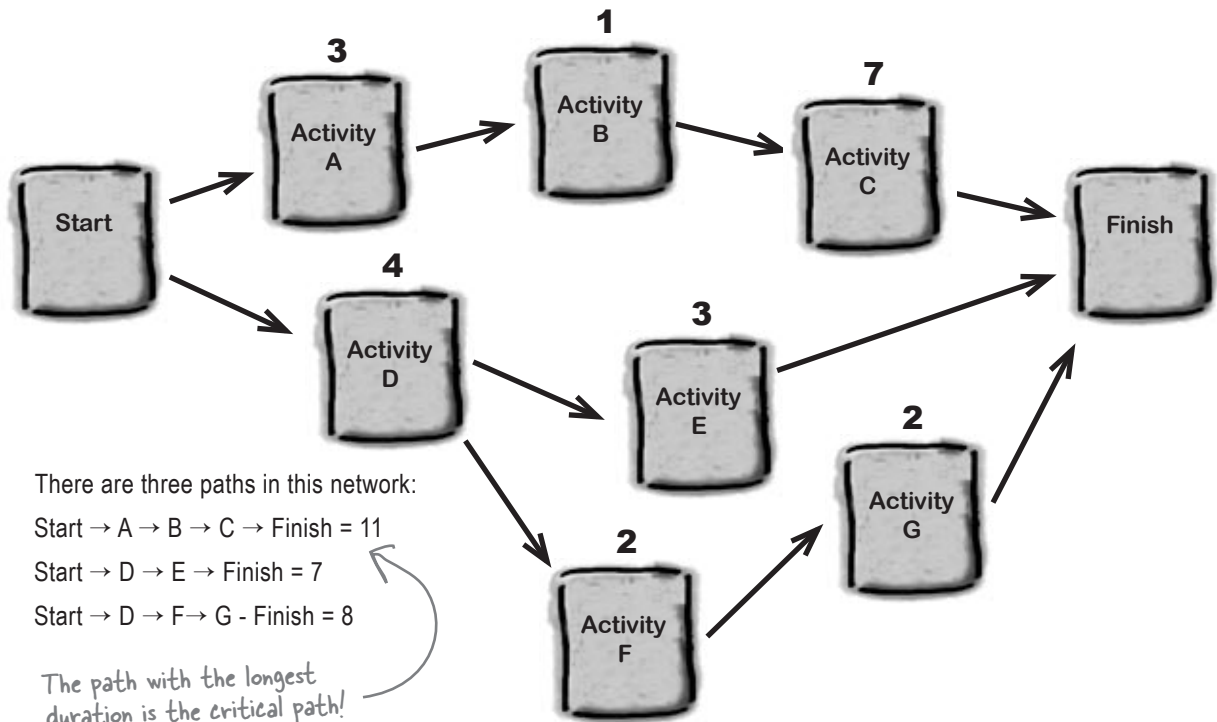 3
Activity
A
1
Activity
B
7
Activity
C
Start
Finish
4
Activity
D
3
Activity
E
2
Activity
G
2
Activity
F
There are three paths in this network:
Start → A → B → C → Finish = 11
Start → D → E → Finish = 7
Start → D → F→ G - Finish = 8
The path with the longest
duration is the critical path!